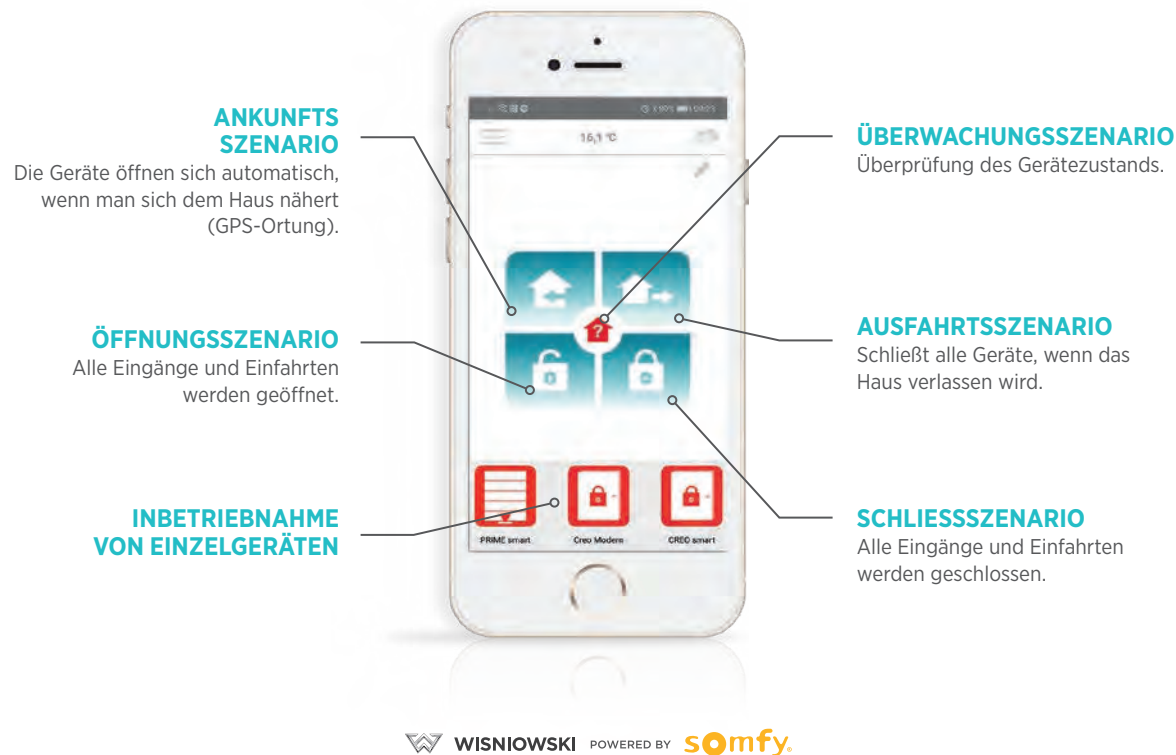 ANKUNFTS
SZENARIO
Die Geräte öffnen sich automatisch,
wenn man sich dem Haus nähert
(GPS-Ortung).
ÖFFNUNGSSZENARIO
Alle Eingänge und Einfahrten
werden geöffnet.
INBETRIEBNAHME
VON EINZELGERÄTEN
16,1 °C
?
PRIME smart
Creo Modern
CREO smart
ÜBERWACHUNGSSZENARIO
Überprüfung des Gerätezustands.
AUSFAHRTSSZENARIO
Schließt alle Geräte, wenn das
Haus verlassen wird.
SCHLIESSSZENARIO
Alle Eingänge und Einfahrten
werden geschlossen.
WISNIOWSKI POWERED BY somfy.